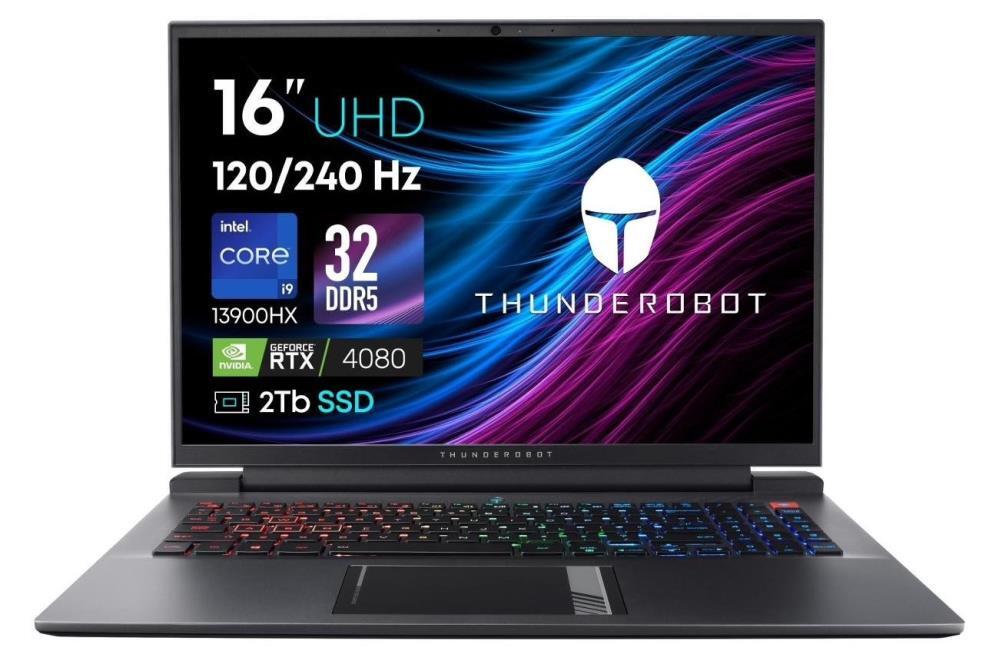 16" UHD
120/240 Hz
intel.
CORE
i9
13900HX
32
DDR5
NVIDIA.
GEFORCE
RTX
4080
2Tb SSD
THUNDEROBOT
THUNDEROBOT